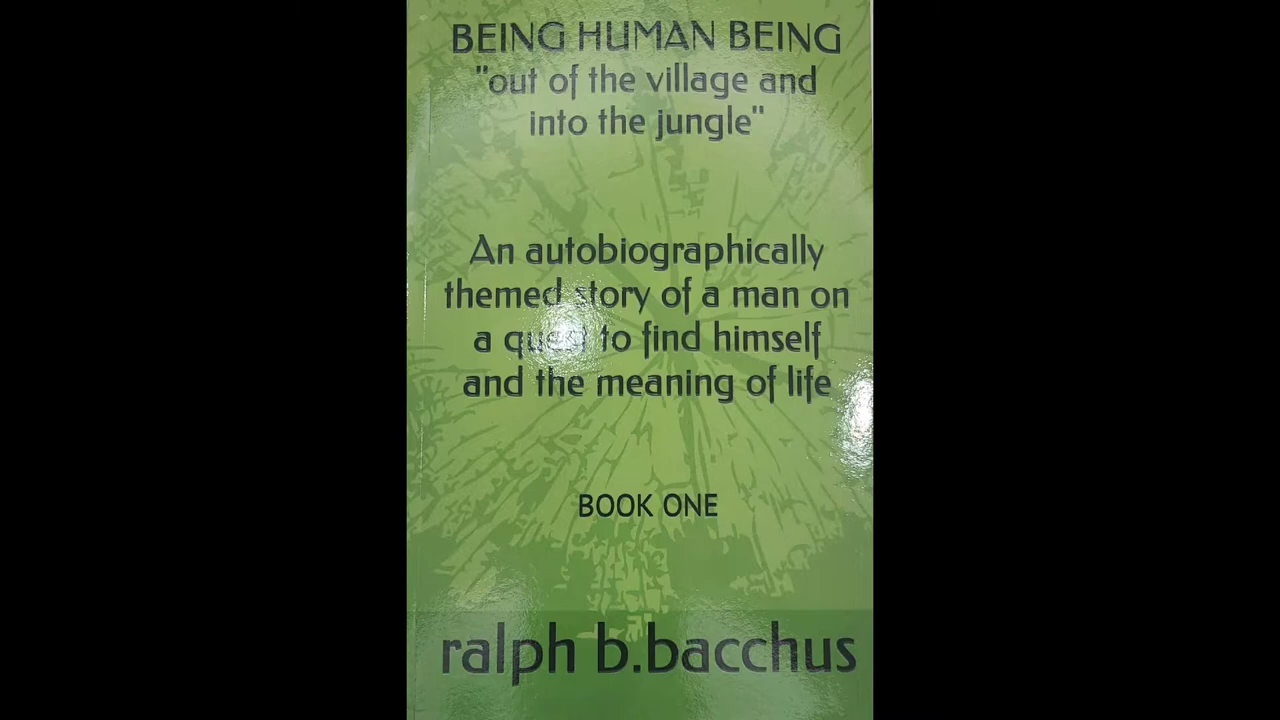 BEING HUMAN BEING
"out of the village and
into the jungle"
An autobiographically
themed story of a man on
a quest to find himself
and the meaning of life
BOOK ONE
ralph b.bacchus